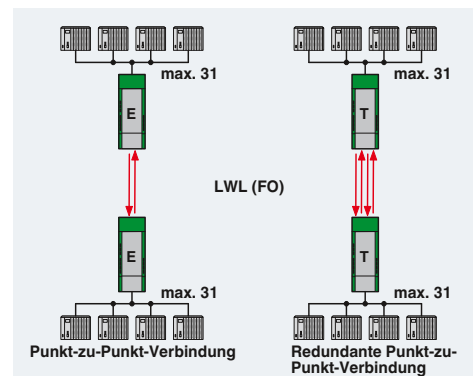 max. 31
max. 31
E
T
LWL (FO)
E
T
max. 31
max. 31
Punkt-zu-Punkt-Verbindung
Redundante Punkt-zu-
Punkt-Verbindung